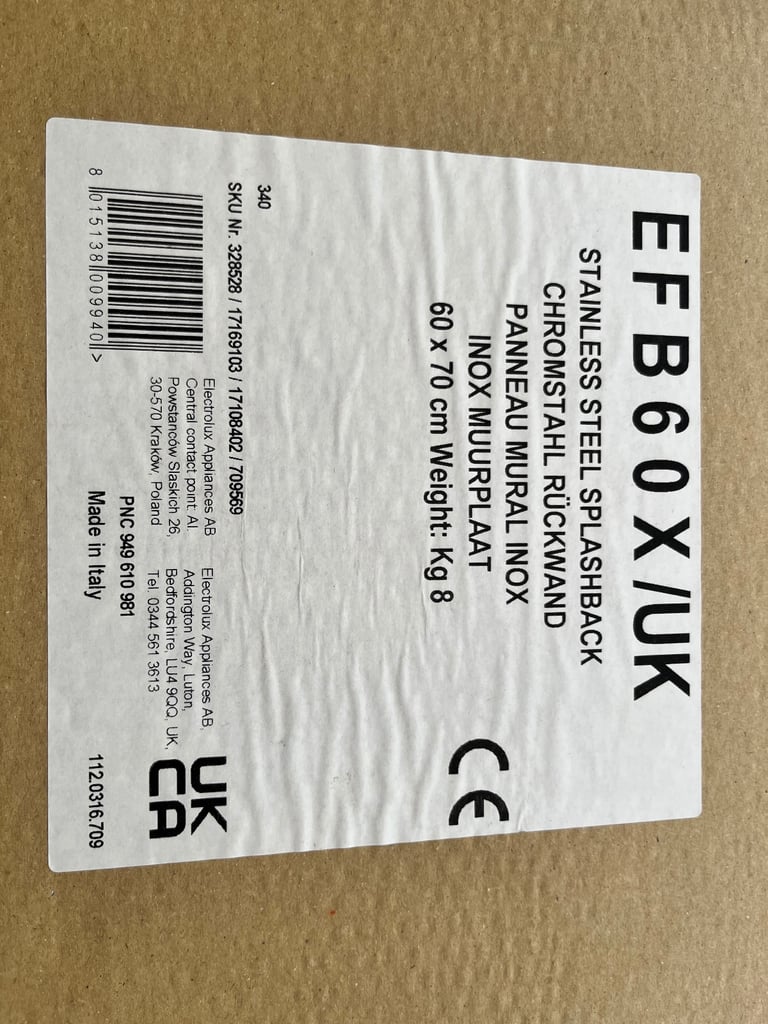 EFB60X/UK
STAINLESS STEEL SPLASHBACK
CHROMSTAHL RÜCKWAND
PANNEAU MURAL INOX
INOX MUURPLAAT
60 x 70 cm Weight: Kg 8
CE
340
SKU Nr. 328528 / 17169103 / 17108402 / 709569
8 015138 009940 >
Electrolux Appliances AB
Central contact point: Al.
Powstanców Slaskich 26,
30-570 Kraków, Poland
Electrolux Appliances AB,
Addington Way, Luton,
Bedfordshire, LU4 9QQ, UK,
Tel. 0344 561 3613
UK
CA
PNC 949 610 981
Made in Italy
112.0316.709